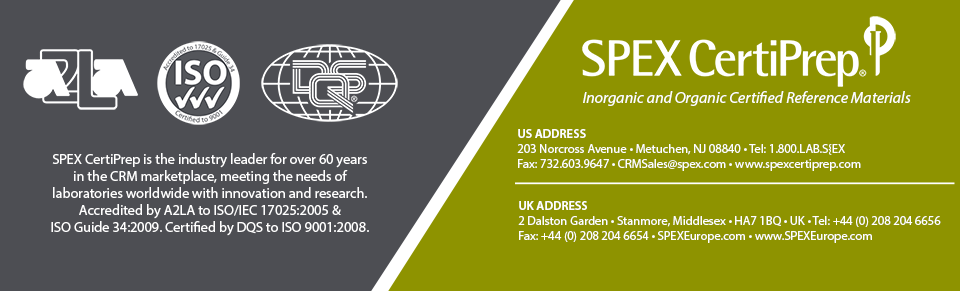 A2LA
Accredited to 17025 & Guide 34
ISO
Certified to 9001
DQS
®
SPEX CertiPrep is the industry leader for over 60 years
in the CRM marketplace, meeting the needs of
laboratories worldwide with innovation and research.
Accredited by A2LA to ISO/IEC 17025:2005 &
ISO Guide 34:2009. Certified by DQS to ISO 9001:2008.
SPEX CertiPrep®
Inorganic and Organic Certified Reference Materials
US ADDRESS
203 Norcross Avenue • Metuchen, NJ 08840 • Tel: 1.800.LAB.SPEX
Fax: 732.603.9647 • CRMSales@spex.com • www.spexcertiprep.com
UK ADDRESS
2 Dalston Garden • Stanmore, Middlesex • HA7 1BQ • UK • Tel: +44 (0) 208 204 6656
Fax: +44 (0) 208 204 6654 • SPEXEurope.com • www.SPEXEurope.com